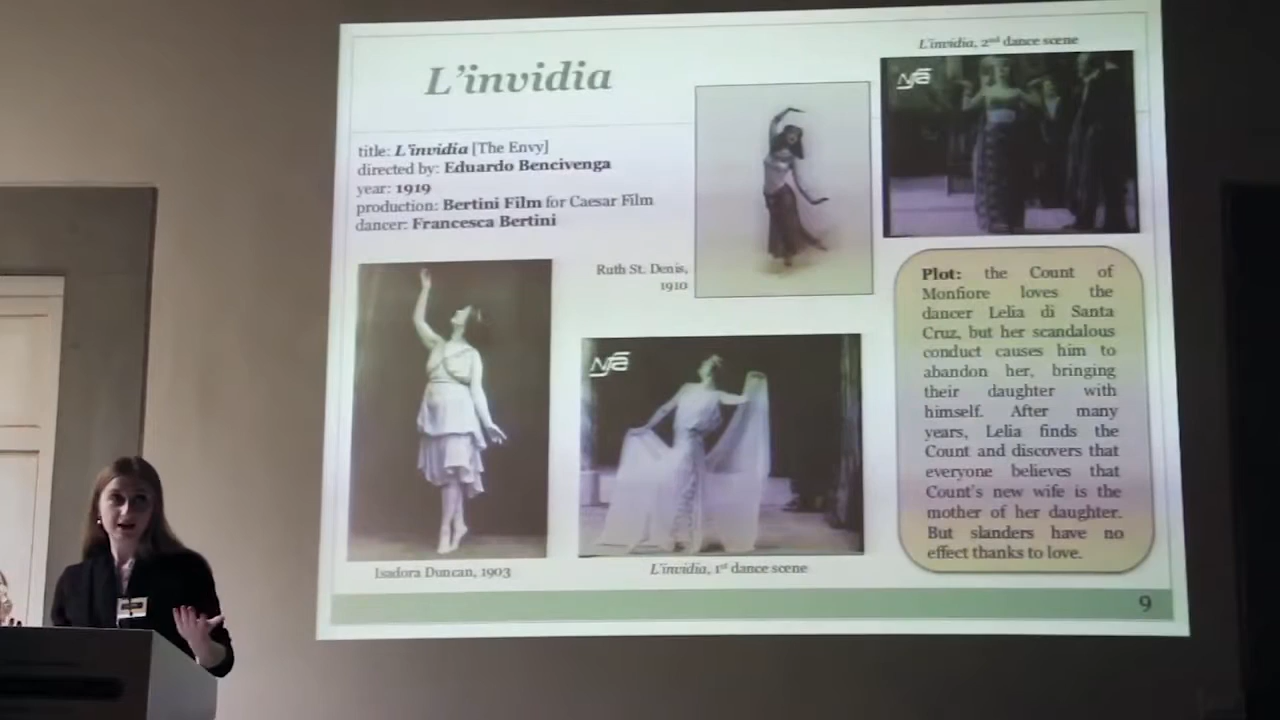 L'invidia
title: L'invidia [The Envy]
directed by: Eduardo Bencivenga
year: 1919
production: Bertini Film for Caesar Film
dancer: Francesca Bertini
Ruth St. Denis,
1910
L'invidia, 2nd dance scene
Isadora Duncan, 1903
L'invidia, 1st dance scene
Plot: the Count of
Monfiore loves the
dancer Lelia di Santa
Cruz, but her scandalous
conduct causes him to
abandon her, bringing
their daughter with
himself. After many
years, Lelia finds the
Count and discovers that
everyone believes that
Count's new wife is the
mother of her daughter.
But slanders have no
effect thanks to love.
9